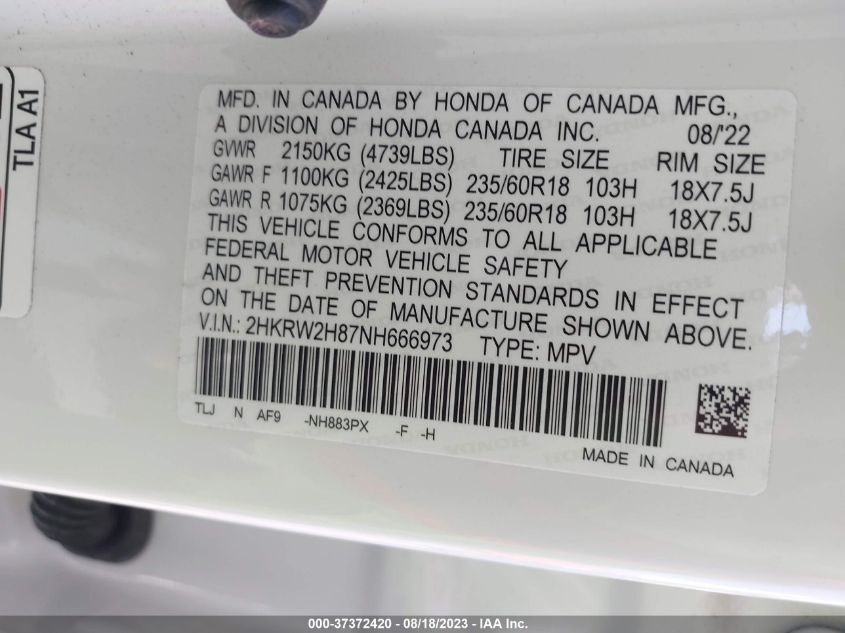 TLA A1
MFD. IN CANADA BY HONDA OF CANADA MFG.,
A DIVISION OF HONDA CANADA INC. 08/'22
GVWR 2150KG (4739LBS) TIRE SIZE RIM SIZE
GAWR F 1100KG (2425LBS) 235/60R18 103H 18X7.5J
GAWR R 1075KG (2369LBS) 235/60R18 103H 18X7.5J
THIS VEHICLE CONFORMS TO ALL APPLICABLE
FEDERAL MOTOR VEHICLE SAFETY
AND THEFT PREVENTION STANDARDS IN EFFECT
ON THE DATE OF MANUFACTURE SHOWN ABOVE.
V.I.N.: 2HKRW2H87NH666973 TYPE: MPV
TLJ N AF9 -NH883PX -F -H
MADE IN CANADA
000-37372420 - 08/18/2023 - IAA Inc.